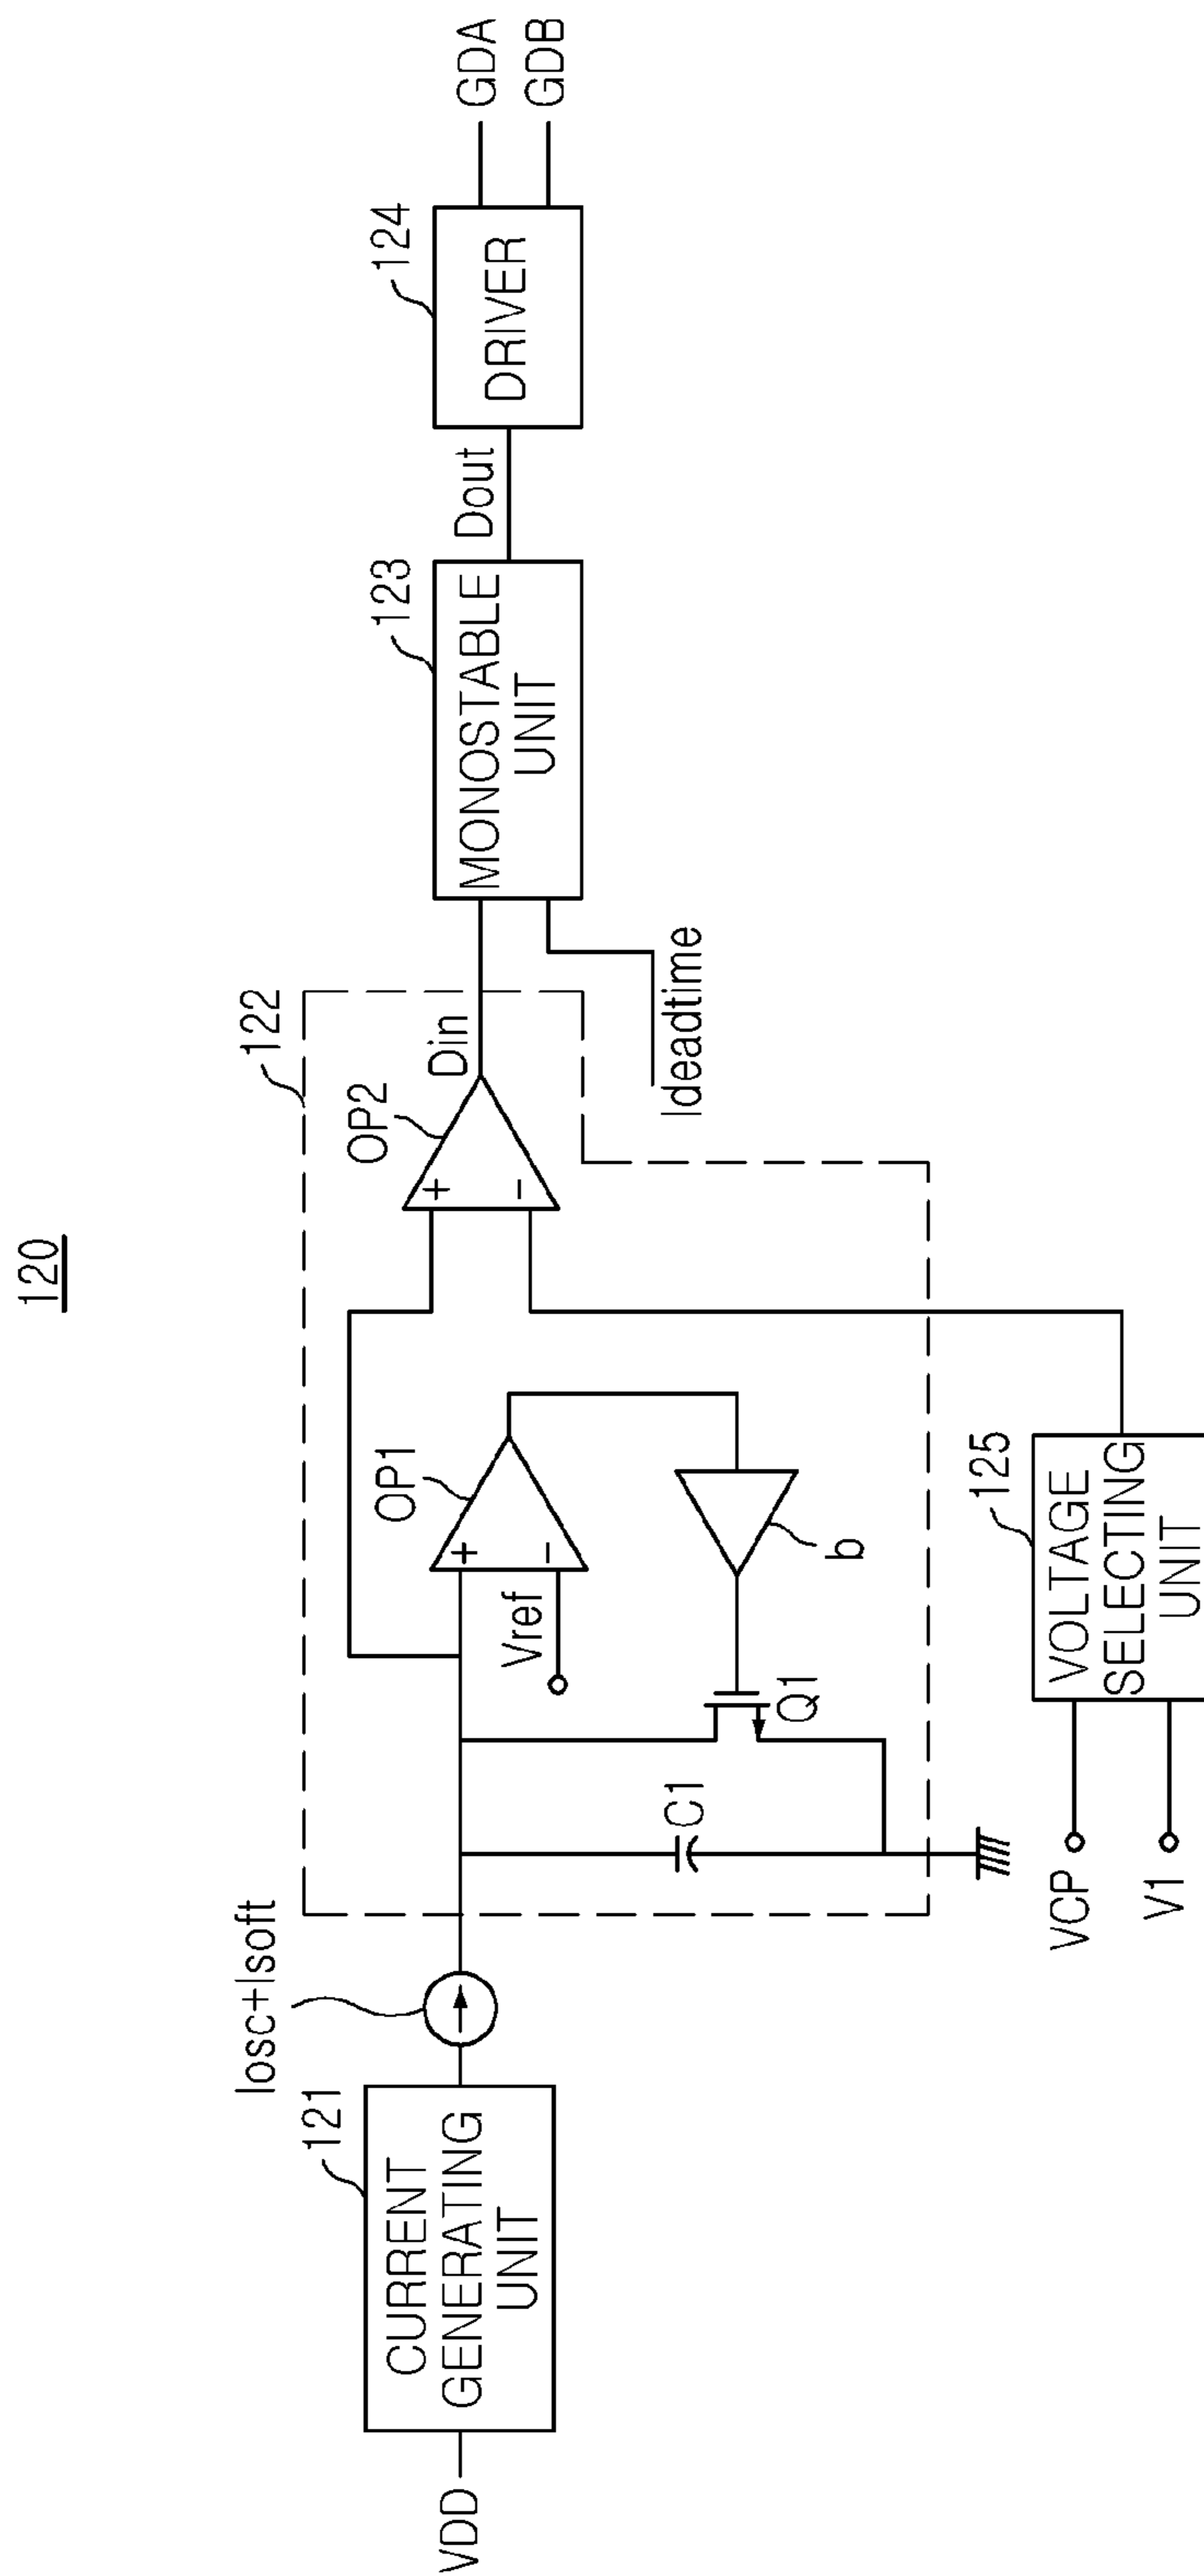 120
VDD
CURRENT
GENERATING
UNIT
121
Iosc+Isoft
122
C1
Q1
b
Vref
+
−
OP1
+
−
OP2
Din
Ideadtime
MONOSTABLE
UNIT
123
Dout
DRIVER
124
GDA
GDB
VCP
V1
VOLTAGE
SELECTING
UNIT
125